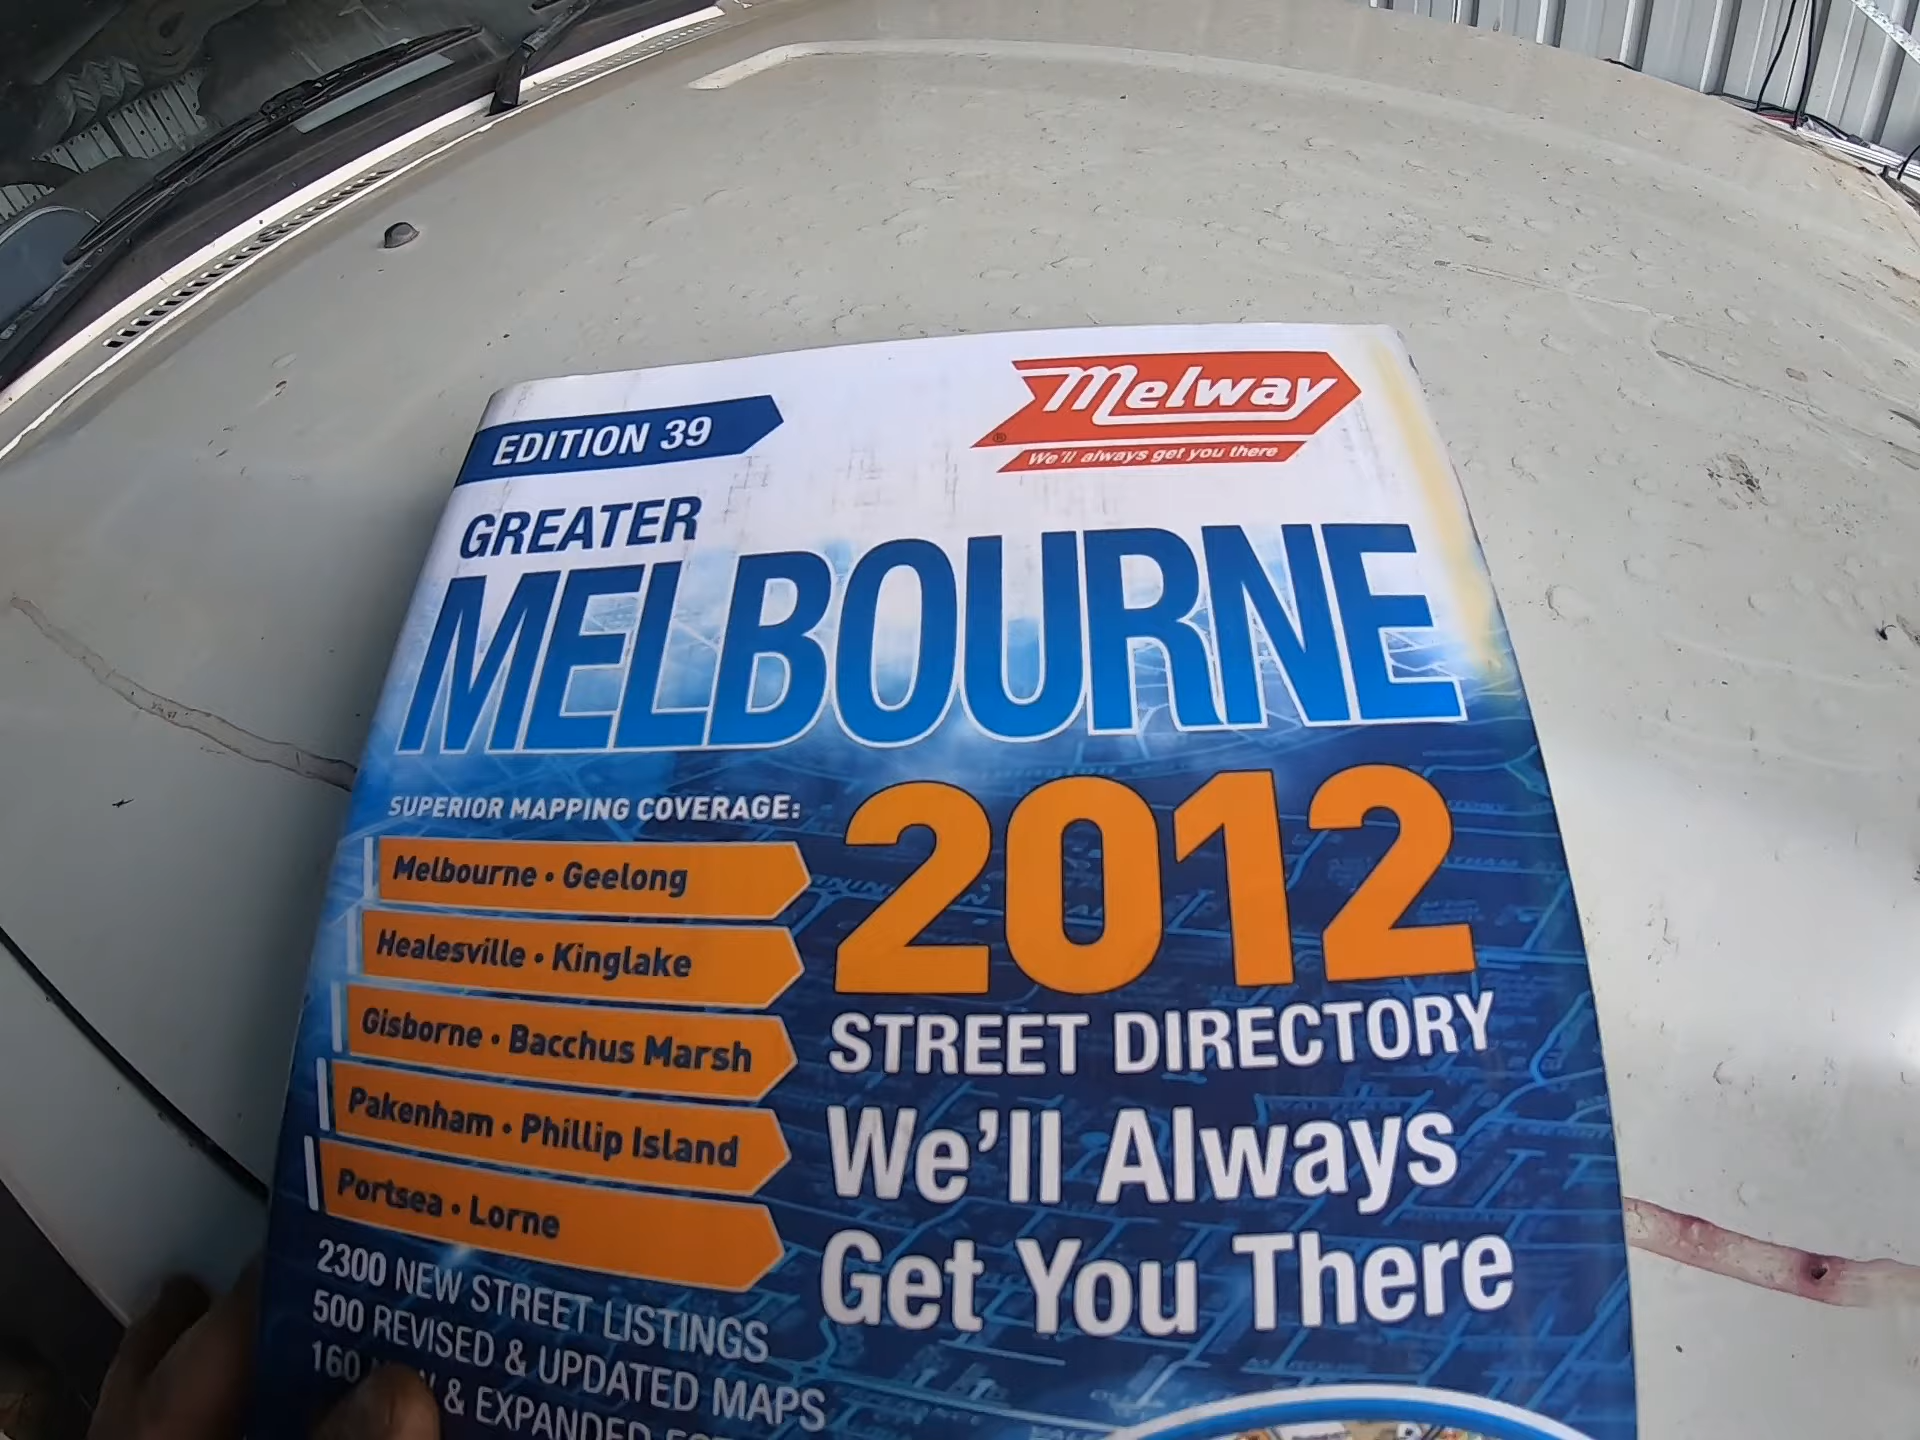 Melway
®
We'll always get you there
EDITION 39
GREATER
MELBOURNE
2012
STREET DIRECTORY
We'll Always
Get You There
SUPERIOR MAPPING COVERAGE:
Melbourne • Geelong
Healesville • Kinglake
Gisborne • Bacchus Marsh
Pakenham • Phillip Island
Portsea • Lorne
2300 NEW STREET LISTINGS
500 REVISED & UPDATED MAPS
160 & EXPANDED